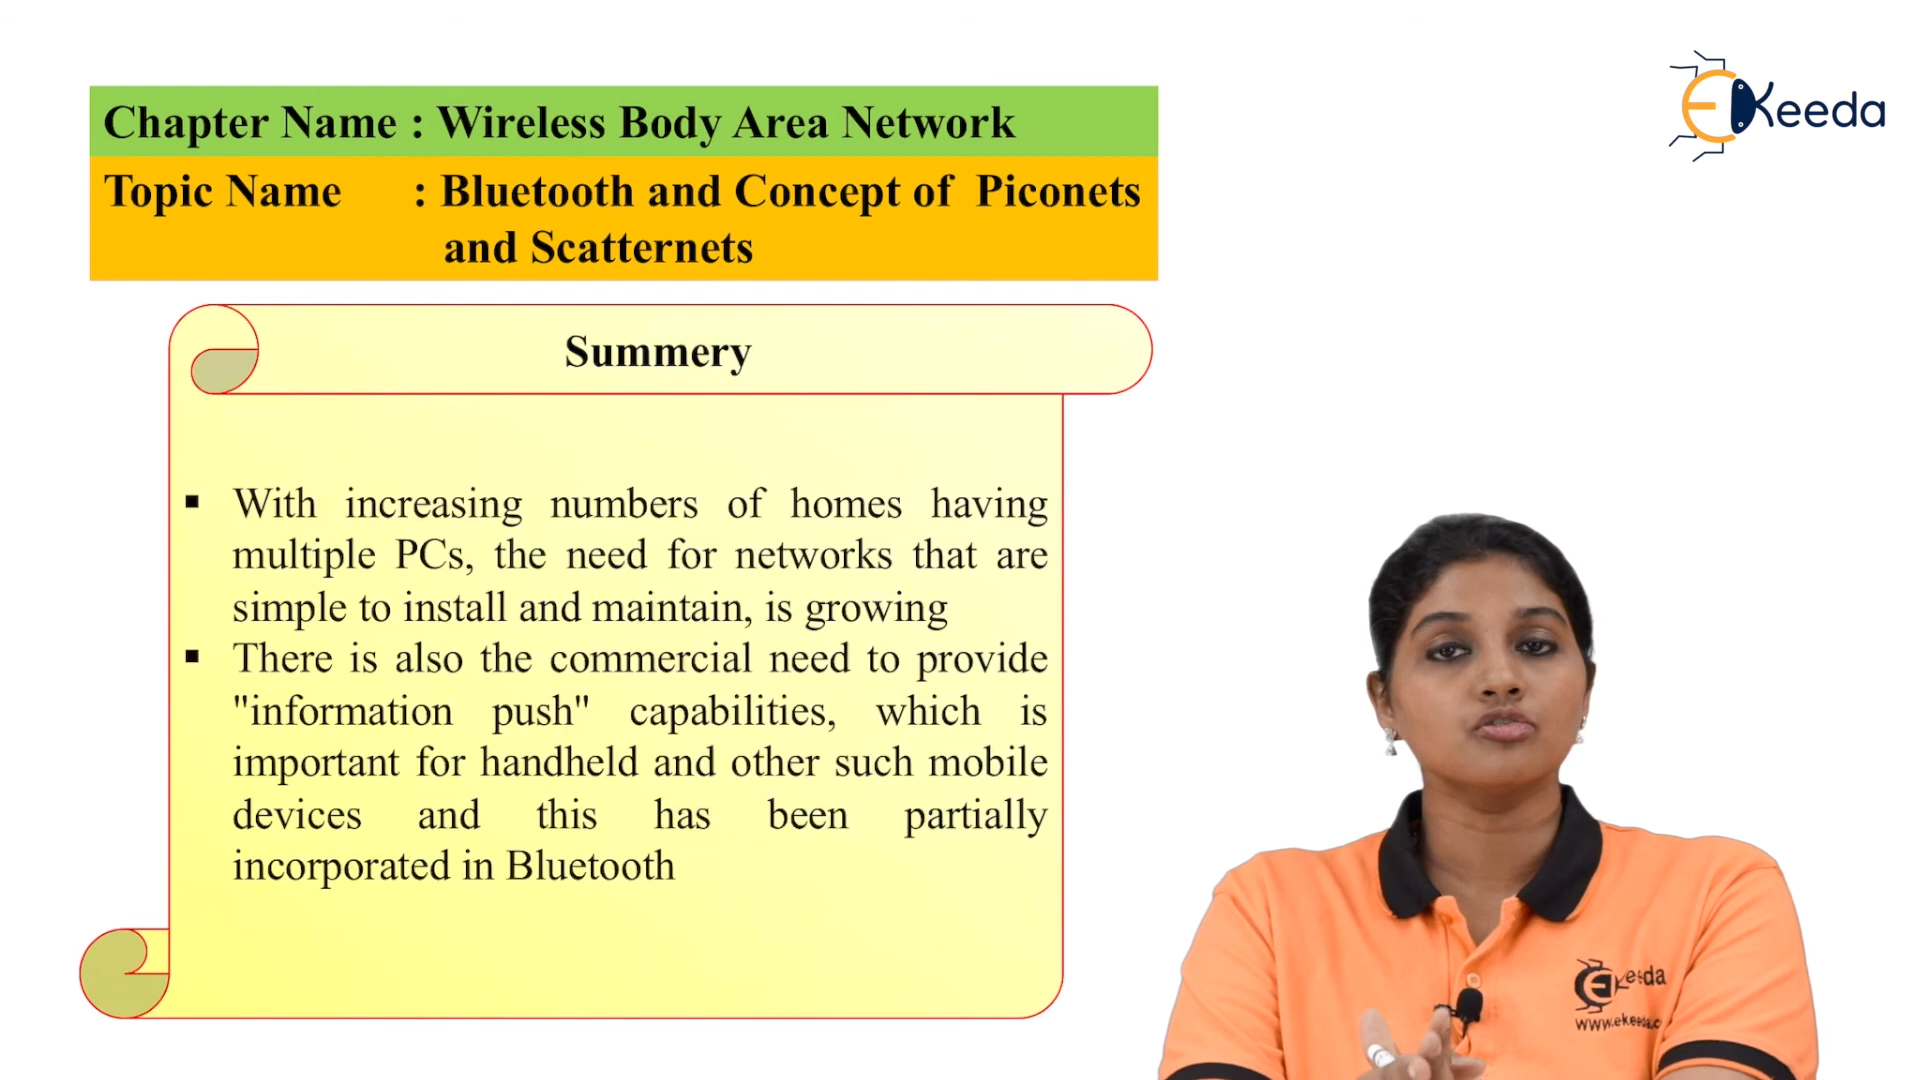 EKeeda
Chapter Name : Wireless Body Area Network
Topic Name : Bluetooth and Concept of Piconets
and Scatternets
Summery
▪ With increasing numbers of homes having
multiple PCs, the need for networks that are
simple to install and maintain, is growing
▪ There is also the commercial need to provide
"information push" capabilities, which is
important for handheld and other such mobile
devices and this has been partially
incorporated in Bluetooth
Ekeeda
www.ekeeda.c